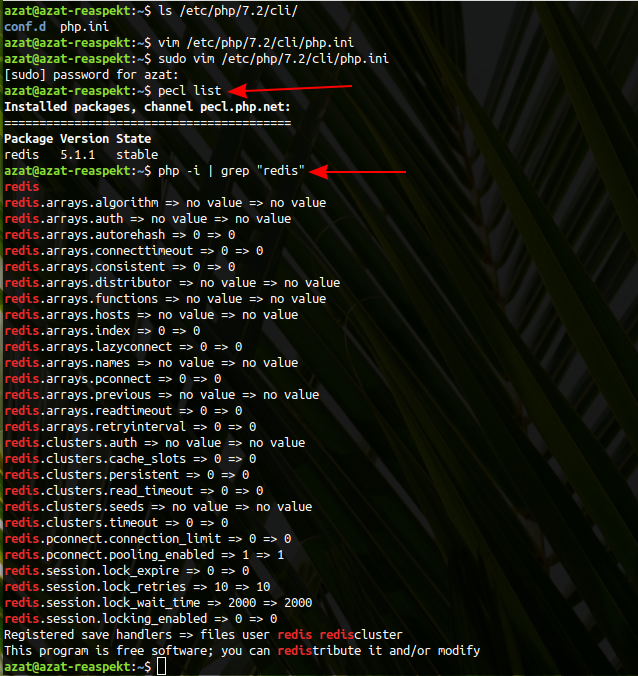 azat@azat-reaspekt:~$ ls /etc/php/7.2/cli/
conf.d  php.ini
azat@azat-reaspekt:~$ vim /etc/php/7.2/cli/php.ini
azat@azat-reaspekt:~$ sudo vim /etc/php/7.2/cli/php.ini
[sudo] password for azat:
azat@azat-reaspekt:~$ pecl list
Installed packages, channel pecl.php.net:
=========================================
Package Version State
redis   5.1.1   stable
azat@azat-reaspekt:~$ php -i | grep "redis"
redis
redis.arrays.algorithm => no value => no value
redis.arrays.auth => no value => no value
redis.arrays.autorehash => 0 => 0
redis.arrays.connecttimeout => 0 => 0
redis.arrays.consistent => 0 => 0
redis.arrays.distributor => no value => no value
redis.arrays.functions => no value => no value
redis.arrays.hosts => no value => no value
redis.arrays.index => 0 => 0
redis.arrays.lazyconnect => 0 => 0
redis.arrays.names => no value => no value
redis.arrays.pconnect => 0 => 0
redis.arrays.previous => no value => no value
redis.arrays.readtimeout => 0 => 0
redis.arrays.retryinterval => 0 => 0
redis.clusters.auth => no value => no value
redis.clusters.cache_slots => 0 => 0
redis.clusters.persistent => 0 => 0
redis.clusters.read_timeout => 0 => 0
redis.clusters.seeds => no value => no value
redis.clusters.timeout => 0 => 0
redis.pconnect.connection_limit => 0 => 0
redis.pconnect.pooling_enabled => 1 => 1
redis.session.lock_expire => 0 => 0
redis.session.lock_retries => 10 => 10
redis.session.lock_wait_time => 2000 => 2000
redis.session.locking_enabled => 0 => 0
Registered save handlers => files user redis rediscluster
This program is free software; you can redistribute it and/or modify
azat@azat-reaspekt:~$